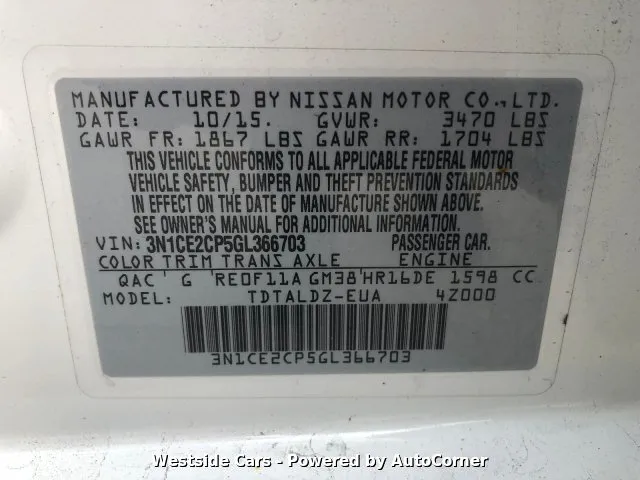 MANUFACTURED BY NISSAN MOTOR CO., LTD.
DATE: 10/15. GVWR: 3470 LBS
GAWR FR: 1867 LBS GAWR RR: 1704 LBS
THIS VEHICLE CONFORMS TO ALL APPLICABLE FEDERAL MOTOR
VEHICLE SAFETY, BUMPER AND THEFT PREVENTION STANDARDS
IN EFFECT ON THE DATE OF MANUFACTURE SHOWN ABOVE.
SEE OWNER'S MANUAL FOR ADDITIONAL INFORMATION.
VIN: 3N1CE2CP5GL366703 PASSENGER CAR.
COLOR TRIM TRANS AXLE ENGINE
QAC G RE0F11A GM38 HR16DE 1598 CC
MODEL: TDTALDZ-EUA 4Z000
3N1CE2CP5GL366703
Westside Cars - Powered by AutoCorner